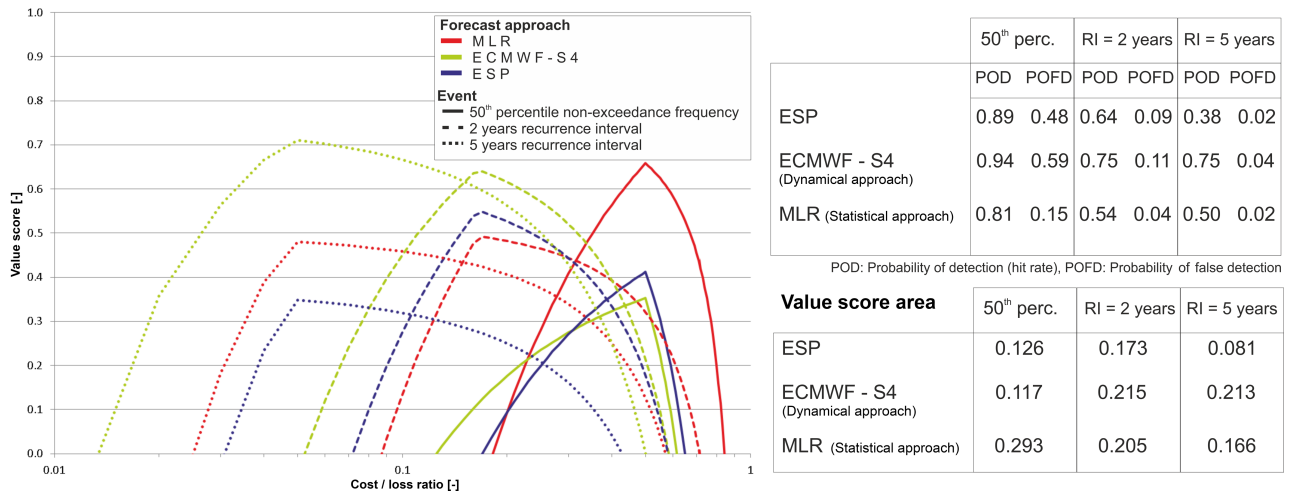 1.0
0.9
0.8
0.7
0.6
0.5
0.4
0.3
0.2
0.1
0.0
Value score [-]
0.01
0.1
1
Cost / loss ratio [-]
Forecast approach
MLR
ECMWF-S4
ESP
Event
50th percentile non-exceedance frequency
2 years recurrence interval
5 years recurrence interval
50th perc. RI = 2 years RI = 5 years
POD POFD POD POFD POD POFD
ESP 0.89 0.48 0.64 0.09 0.38 0.02
ECMWF - S4 0.94 0.59 0.75 0.11 0.75 0.04
(Dynamical approach)
MLR (Statistical approach) 0.81 0.15 0.54 0.04 0.50 0.02
POD: Probability of detection (hit rate), POFD: Probability of false detection
Value score area 50th perc. RI = 2 years RI = 5 years
ESP 0.126 0.173 0.081
ECMWF - S4 0.117 0.215 0.213
(Dynamical approach)
MLR (Statistical approach) 0.293 0.205 0.166